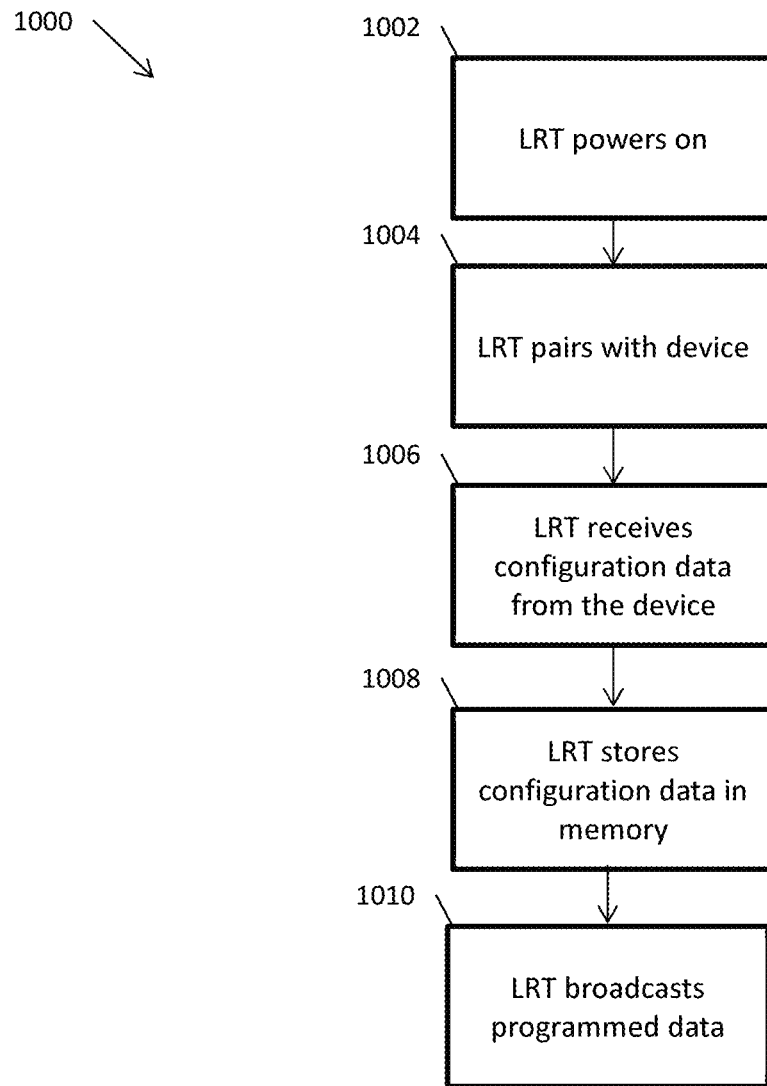 1000
1002
LRT powers on
1004
LRT pairs with device
1006
LRT receives
configuration data
from the device
1008
LRT stores
configuration data in
memory
1010
LRT broadcasts
programmed data